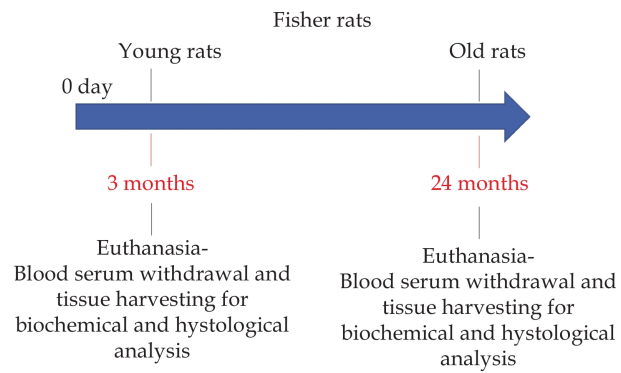 Fisher rats
Young rats
Old rats
0 day
3 months
24 months
Euthanasia-
Blood serum withdrawal and
tissue harvesting for
biochemical and hystological
analysis
Euthanasia-
Blood serum withdrawal and
tissue harvesting for
biochemical and hystological
analysis